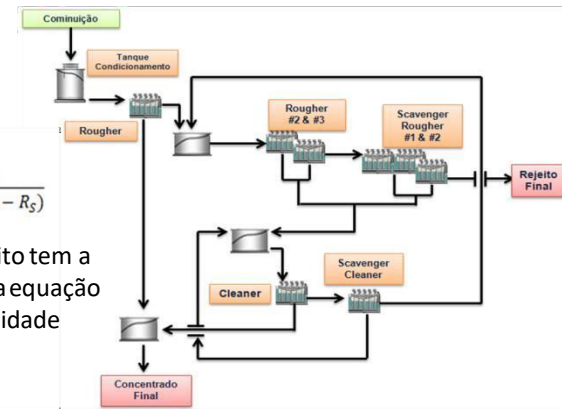 Cominuição
Tanque
Condicionamento
Rougher
Rougher
#2 & #3
Scavenger
Rougher
#1 & #2
Rejeito
Final
− R_S)
ito tem a
a equação
idade
Cleaner
Scavenger
Cleaner
Concentrado
Final